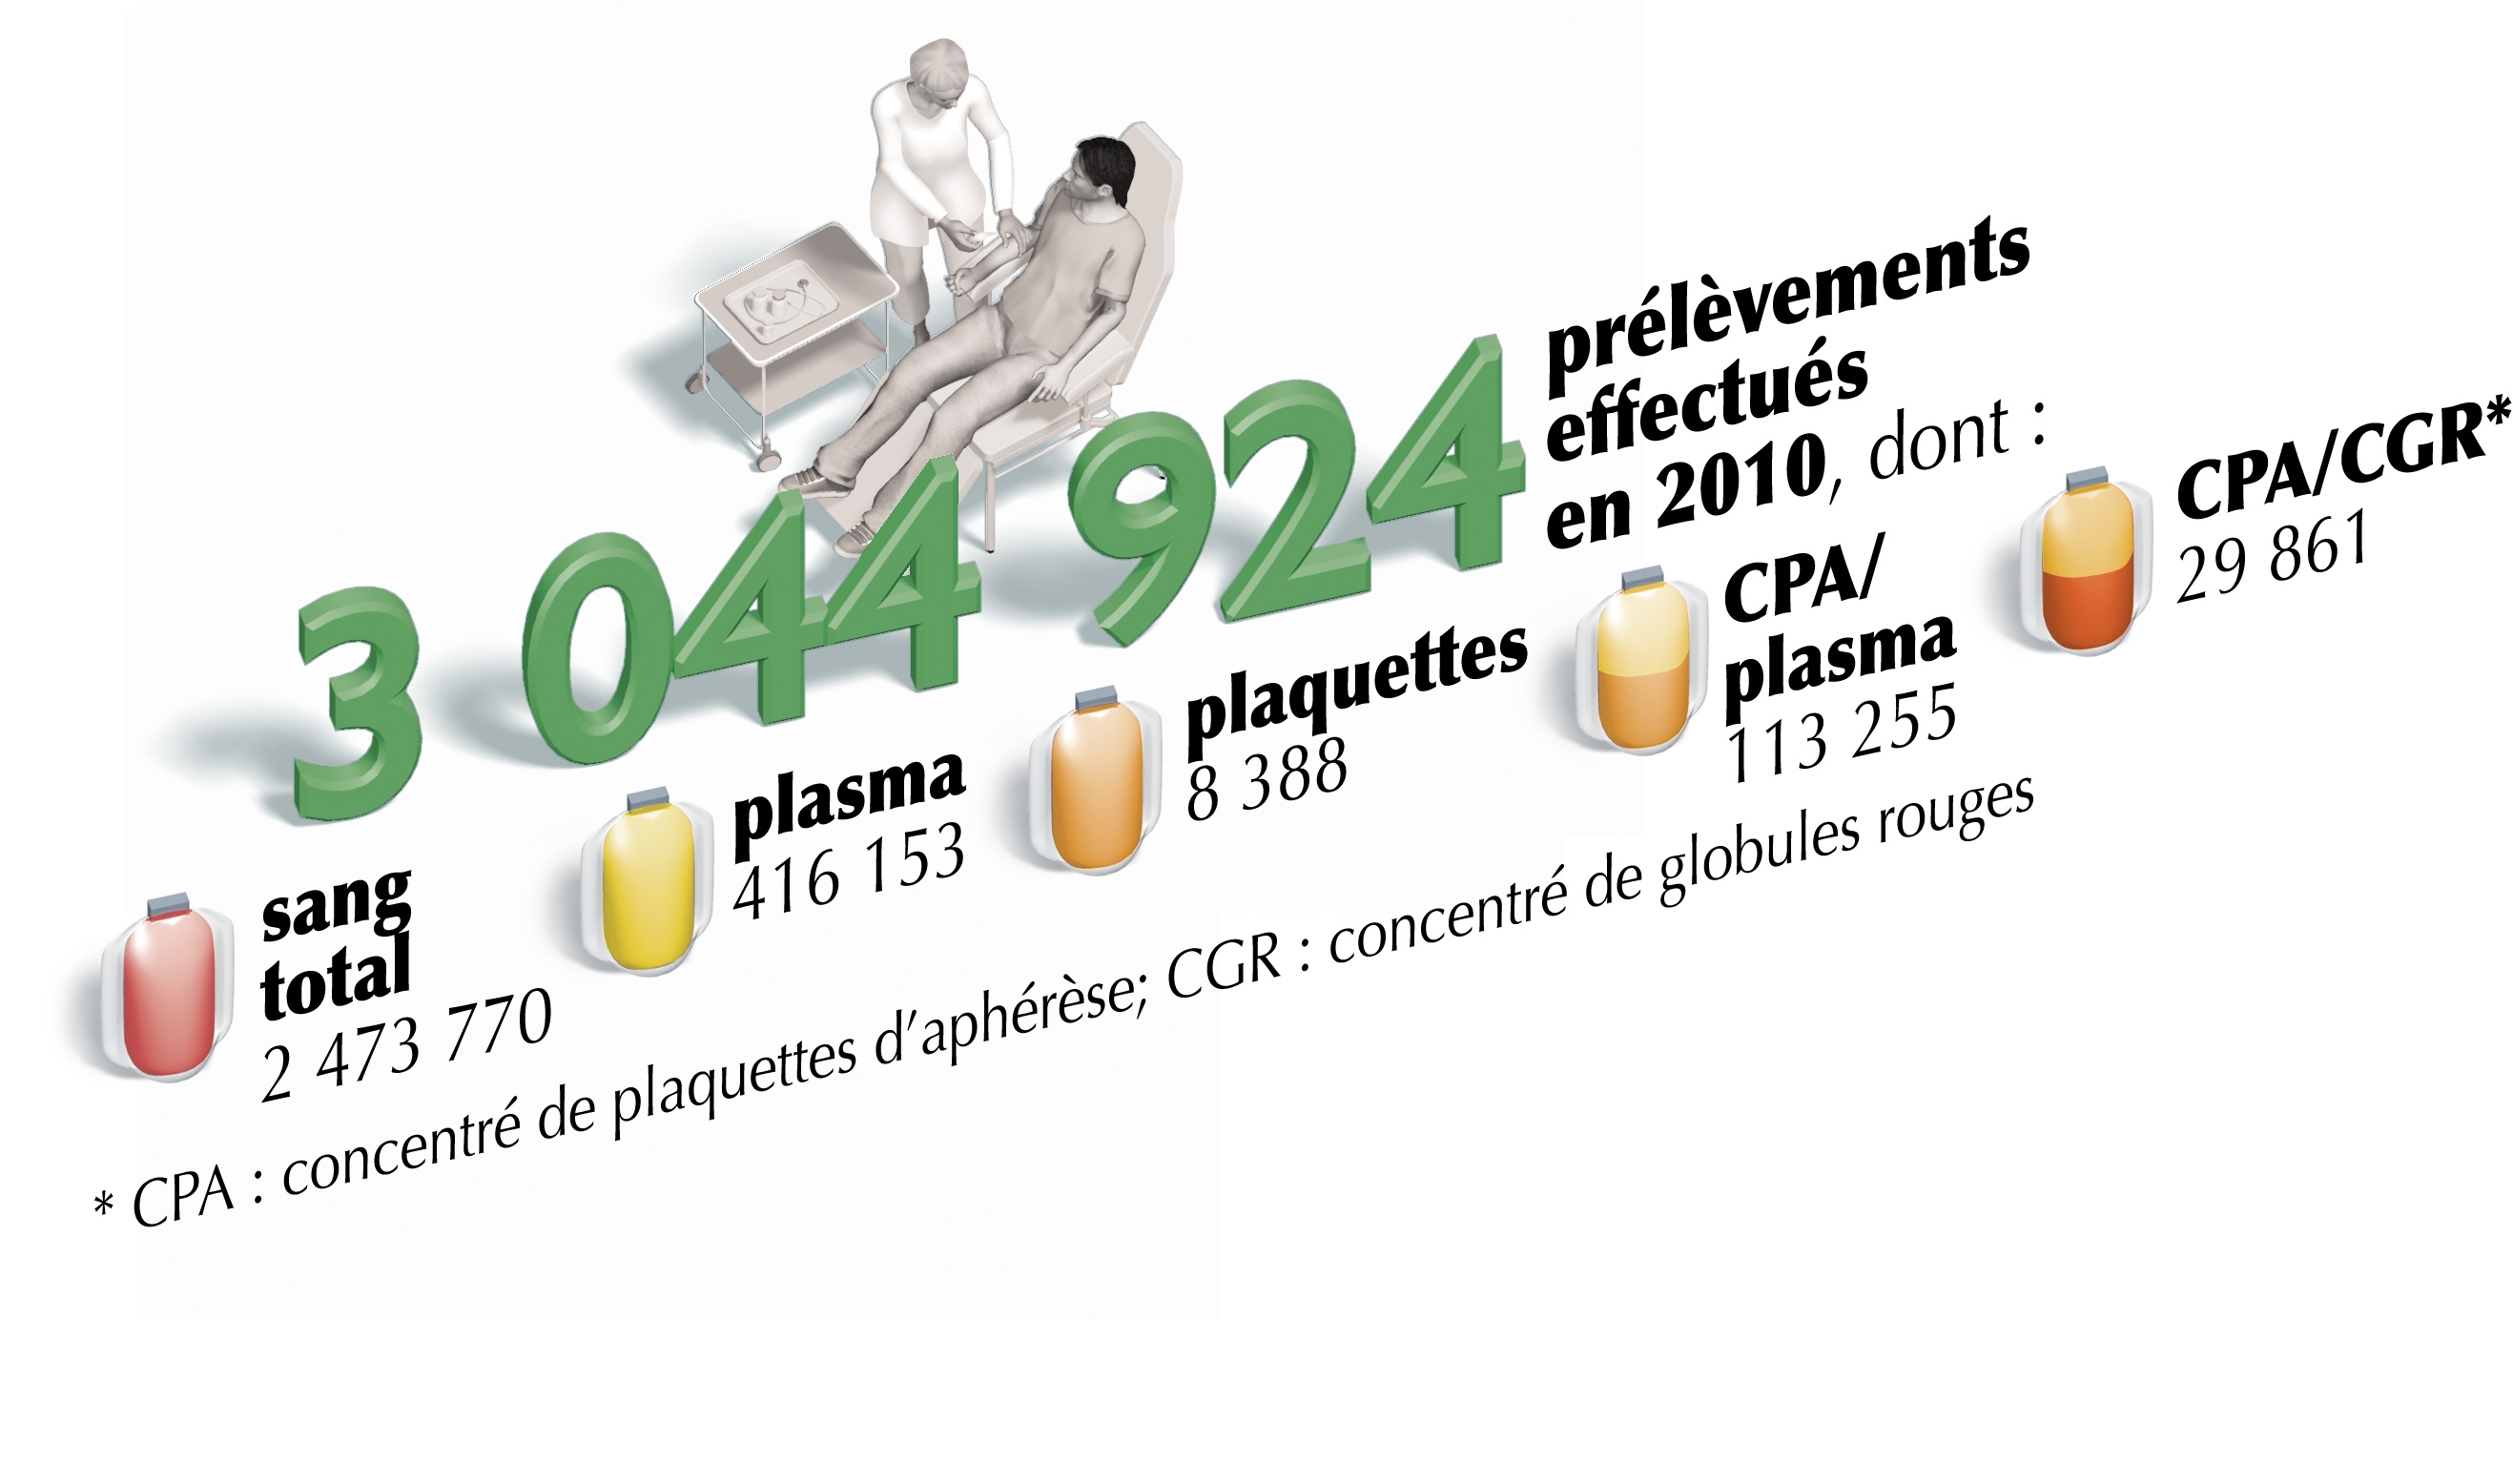 3 044 924
prélèvements
effectués
en 2010, dont :
sang
total
2 473 770
plasma
416 153
plaquettes
8 388
CPA/
plasma
113 255
CPA/CGR*
29 861
* CPA : concentré de plaquettes d'aphérèse; CGR : concentré de globules rouges